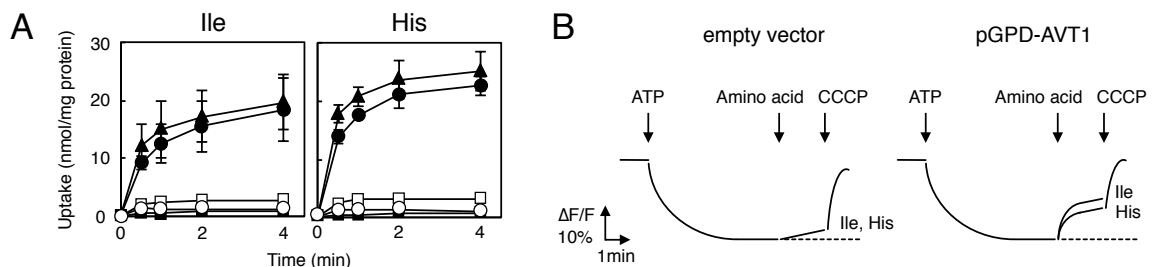 A
Ile
His
Uptake (nmol/mg protein)
30
20
10
0
0
2
4
0
2
4
Time (min)
B
empty vector
pGPD-AVT1
ATP
Amino acid
CCCP
ATP
Amino acid
CCCP
Ile, His
Ile
His
ΔF/F
10%
1min